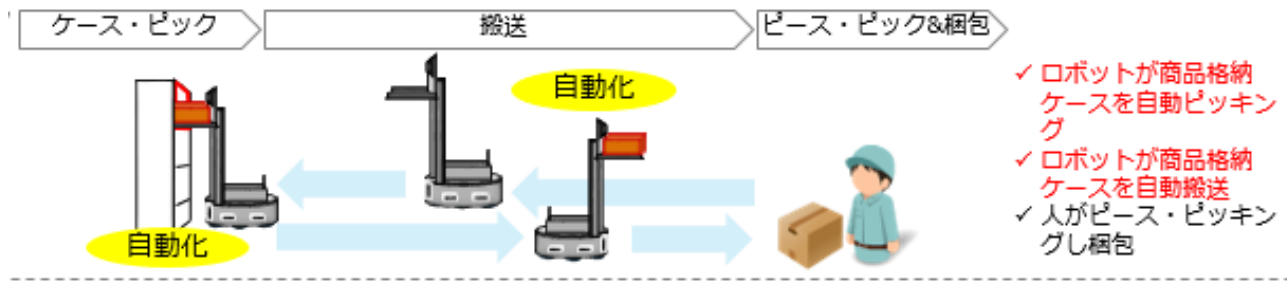 ケース・ピック
搬送
ピース・ピック&梱包
自動化
自動化
✓ ロボットが商品格納
ケースを自動ピッキン
グ
✓ ロボットが商品格納
ケースを自動搬送
✓ 人がピース・ピッキン
グし梱包